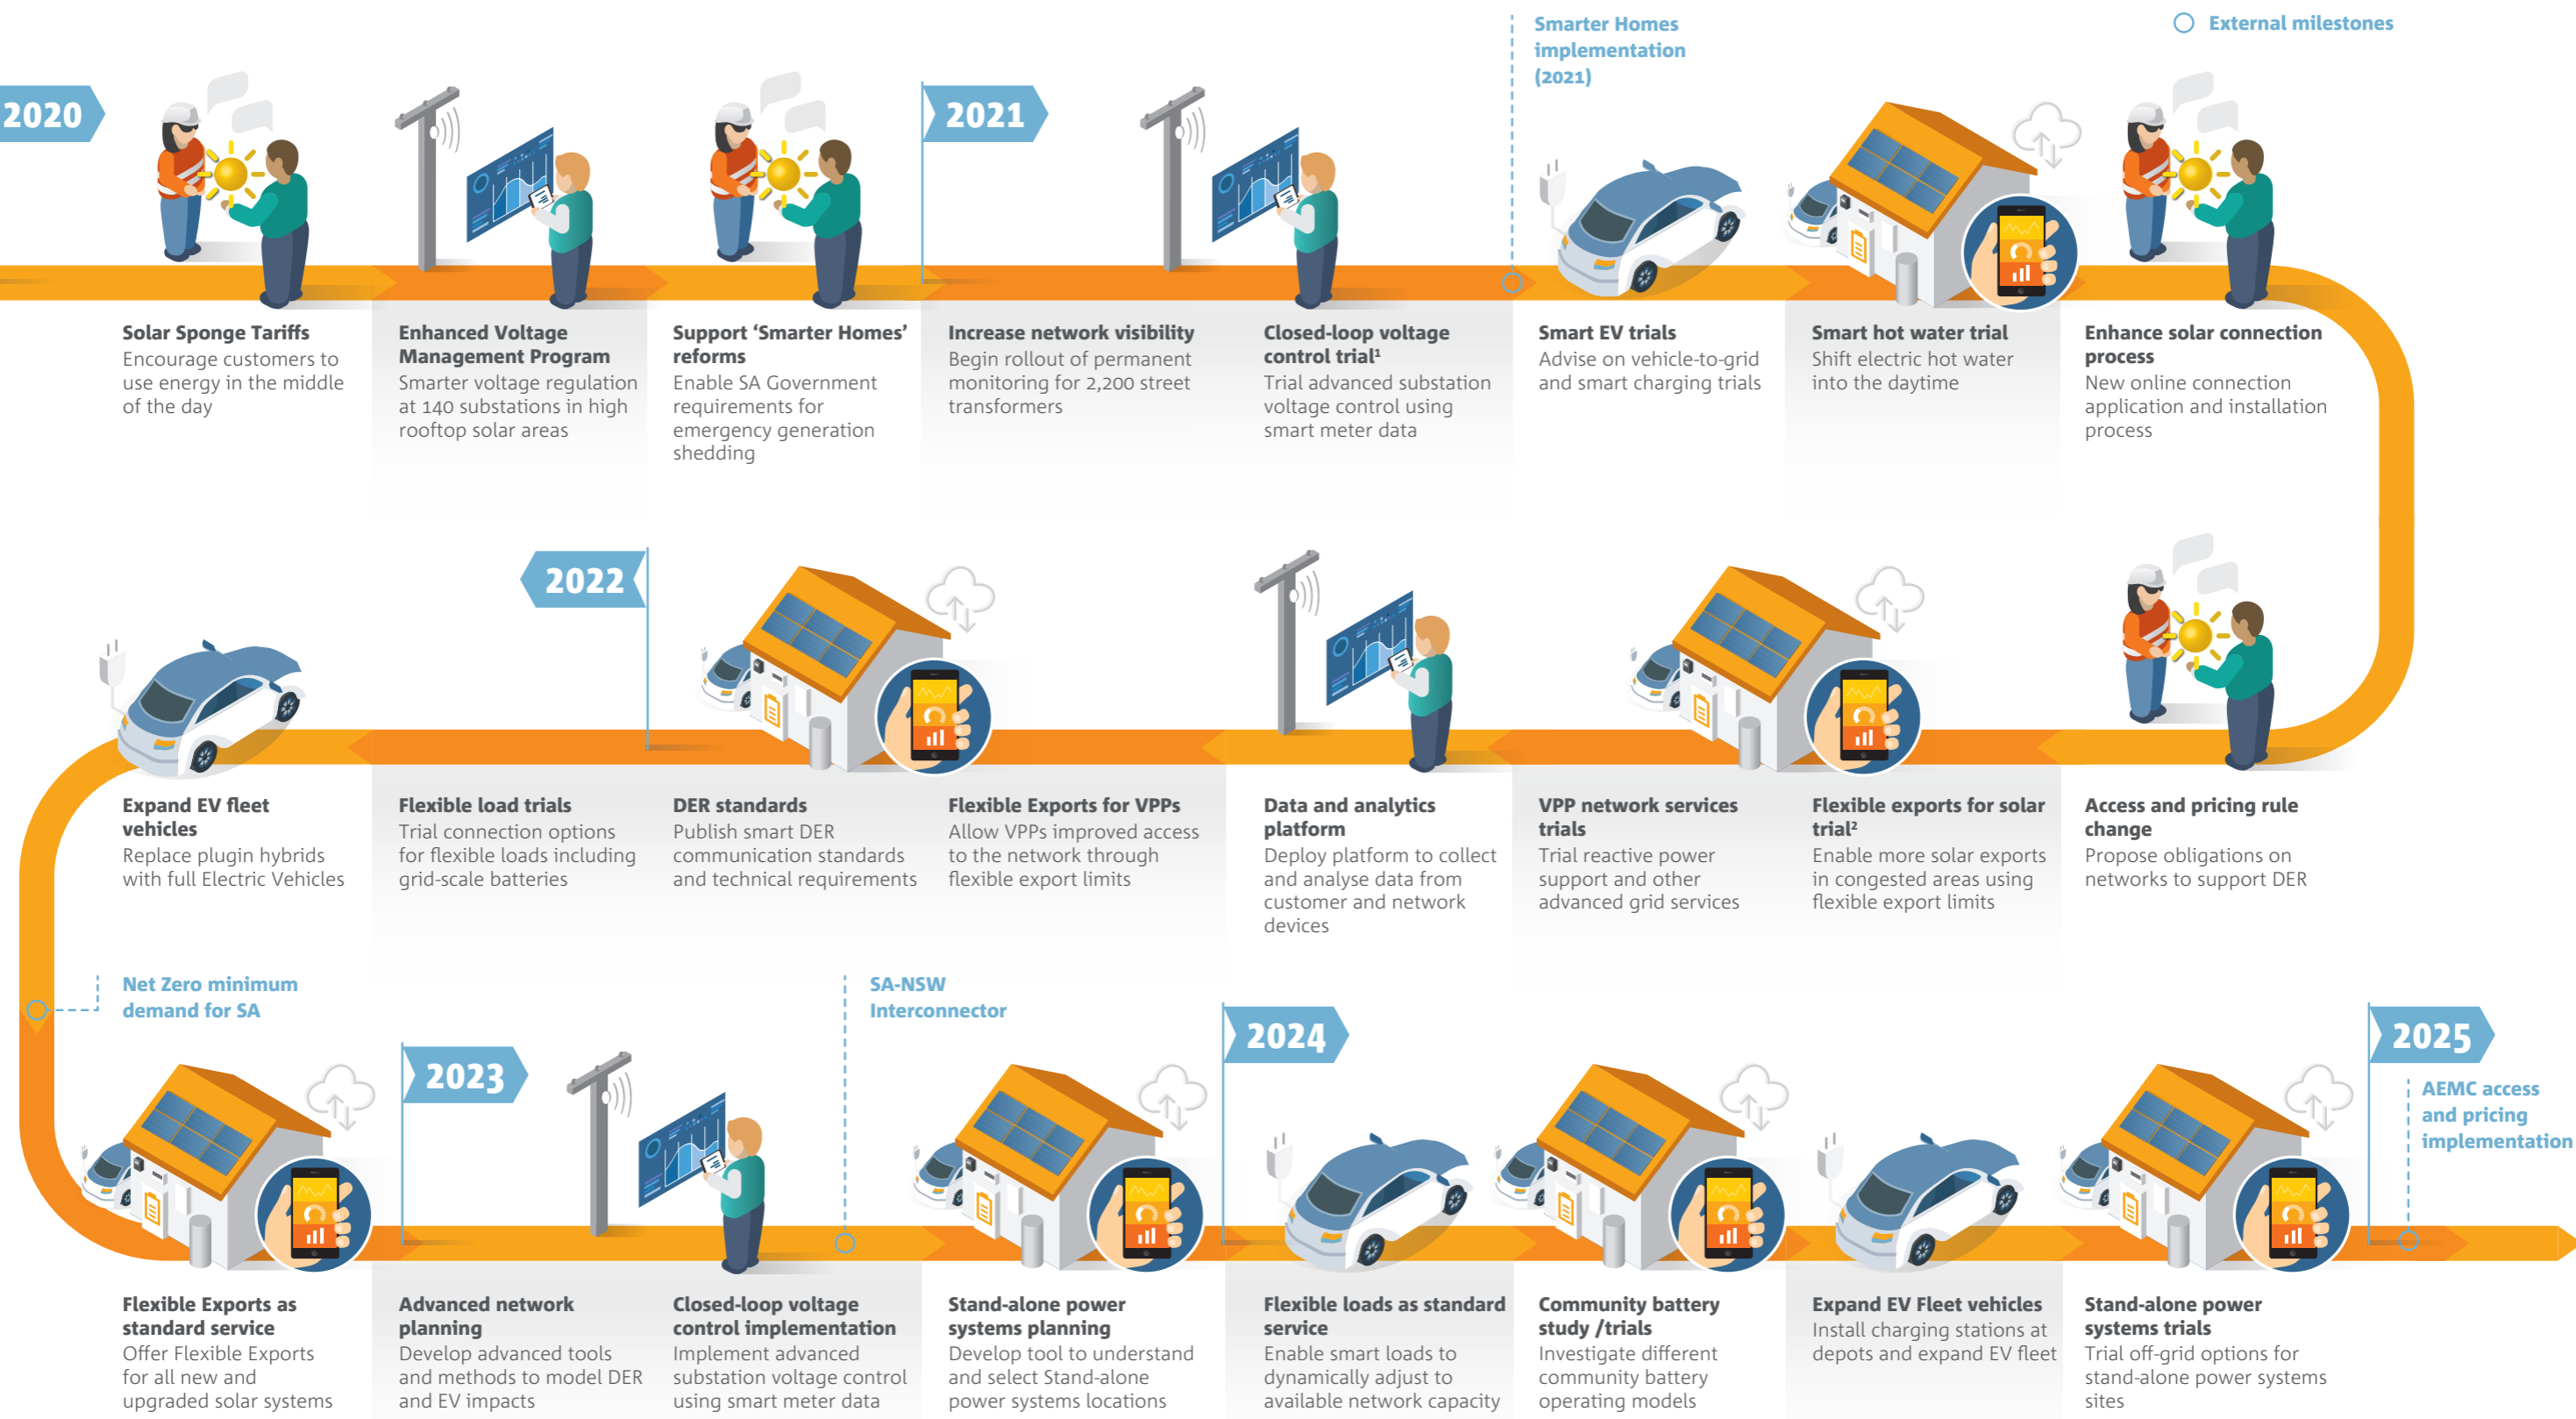 Smarter Homes
implementation
(2021)
External milestones
2020
2021
Solar Sponge Tariffs
Encourage customers to
use energy in the middle
of the day
Enhanced Voltage
Management Program
Smarter voltage regulation
at 140 substations in high
rooftop solar areas
Support ‘Smarter Homes’
reforms
Enable SA Government
requirements for
emergency generation
shedding
Increase network visibility
Begin rollout of permanent
monitoring for 2,200 street
transformers
Closed-loop voltage
control trial¹
Trial advanced substation
voltage control using
smart meter data
Smart EV trials
Advise on vehicle-to-grid
and smart charging trials
Smart hot water trial
Shift electric hot water
into the daytime
Enhance solar connection
process
New online connection
application and installation
process
2022
Expand EV fleet
vehicles
Replace plugin hybrids
with full Electric Vehicles
Flexible load trials
Trial connection options
for flexible loads including
grid-scale batteries
DER standards
Publish smart DER
communication standards
and technical requirements
Flexible Exports for VPPs
Allow VPPs improved access
to the network through
flexible export limits
Data and analytics
platform
Deploy platform to collect
and analyse data from
customer and network
devices
VPP network services
trials
Trial reactive power
support and other
advanced grid services
Flexible exports for solar
trial²
Enable more solar exports
in congested areas using
flexible export limits
Access and pricing rule
change
Propose obligations on
networks to support DER
Net Zero minimum
demand for SA
SA-NSW
Interconnector
2023
2024
2025
AEMC access
and pricing
implementation
Flexible Exports as
standard service
Offer Flexible Exports
for all new and
upgraded solar systems
Advanced network
planning
Develop advanced tools
and methods to model DER
and EV impacts
Closed-loop voltage
control implementation
Implement advanced
substation voltage control
using smart meter data
Stand-alone power
systems planning
Develop tool to understand
and select Stand-alone
power systems locations
Flexible loads as standard
service
Enable smart loads to
dynamically adjust to
available network capacity
Community battery
study /trials
Investigate different
community battery
operating models
Expand EV Fleet vehicles
Install charging stations at
depots and expand EV fleet
Stand-alone power
systems trials
Trial off-grid options for
stand-alone power systems
sites